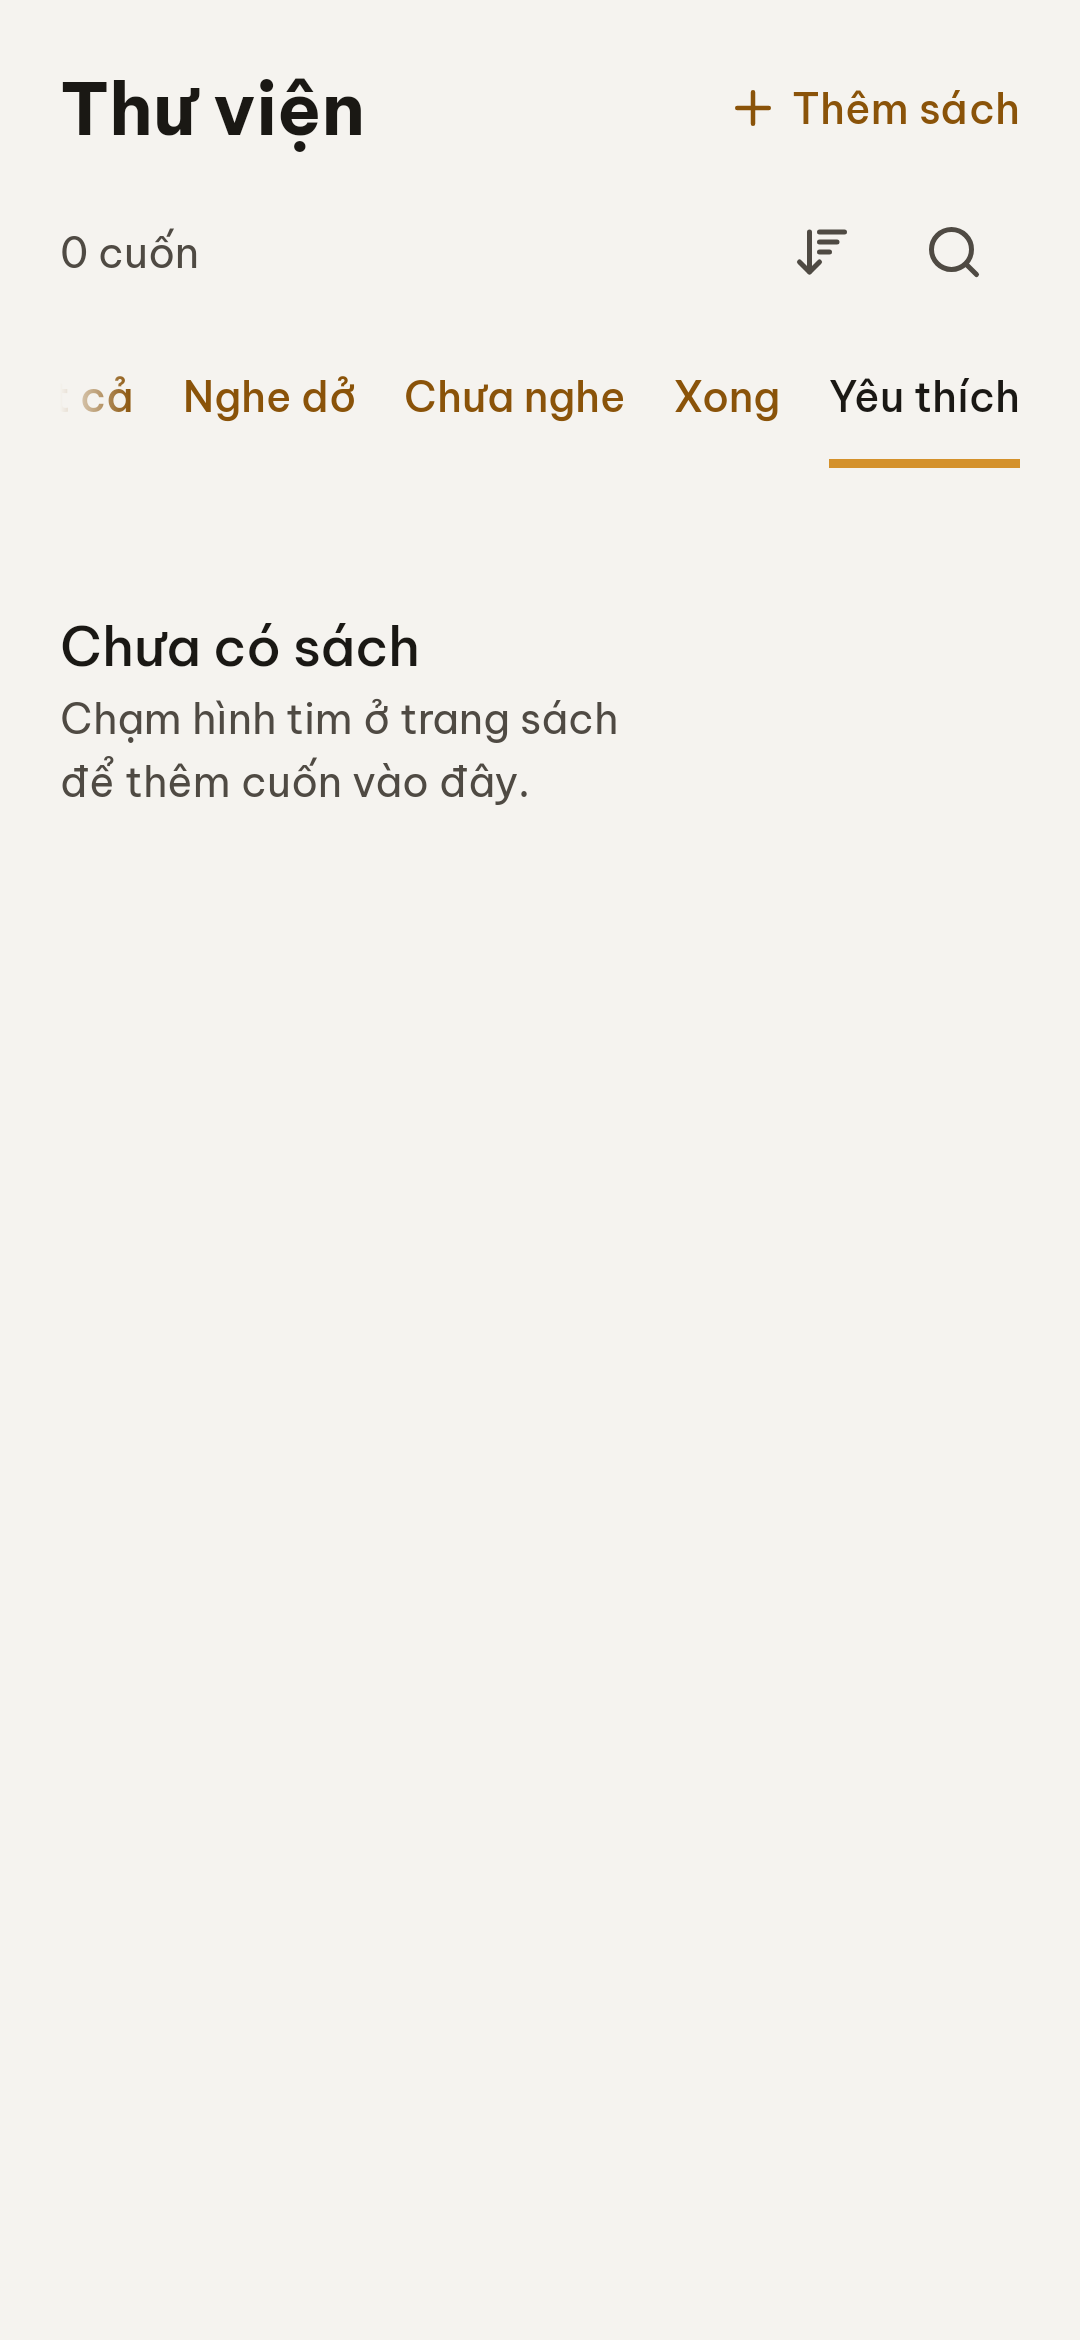 Thư viện
Thêm sách
0 cuốn
cả Nghe dở Chưa nghe Xong Yêu thích
Chưa có sách
Chạm hình tim ở trang sách
để thêm cuốn vào đây.